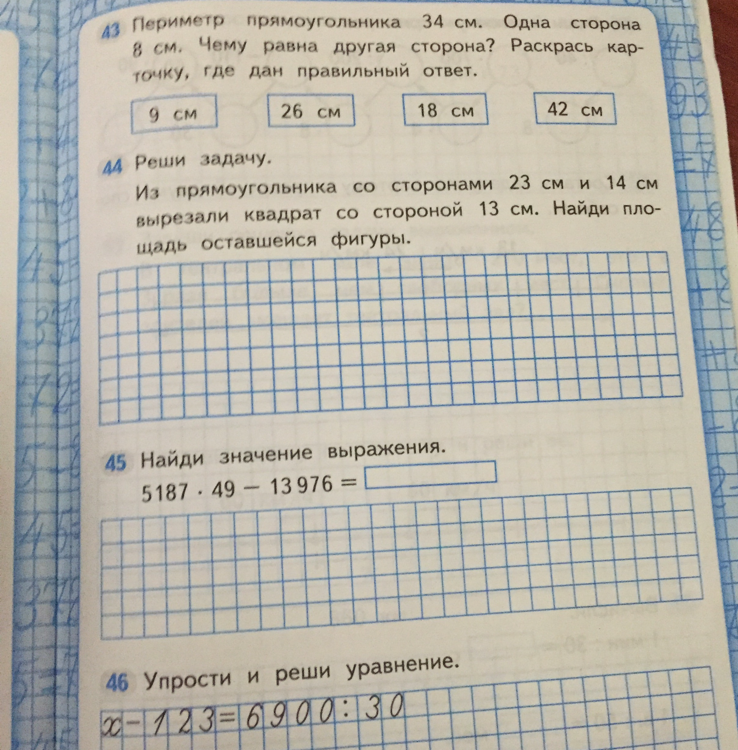 43 Периметр прямоугольника 34 см. Одна сторона
8 см. Чему равна другая сторона? Раскрась кар-
точку, где дан правильный ответ.
9 см 26 см 18 см 42 см
44 Реши задачу.
Из прямоугольника со сторонами 23 см и 14 см
вырезали квадрат со стороной 13 см. Найди пло-
щадь оставшейся фигуры.
45 Найди значение выражения.
5187 · 49 − 13 976 =
46 Упрости и реши уравнение.
x − 123 = 6900 : 30